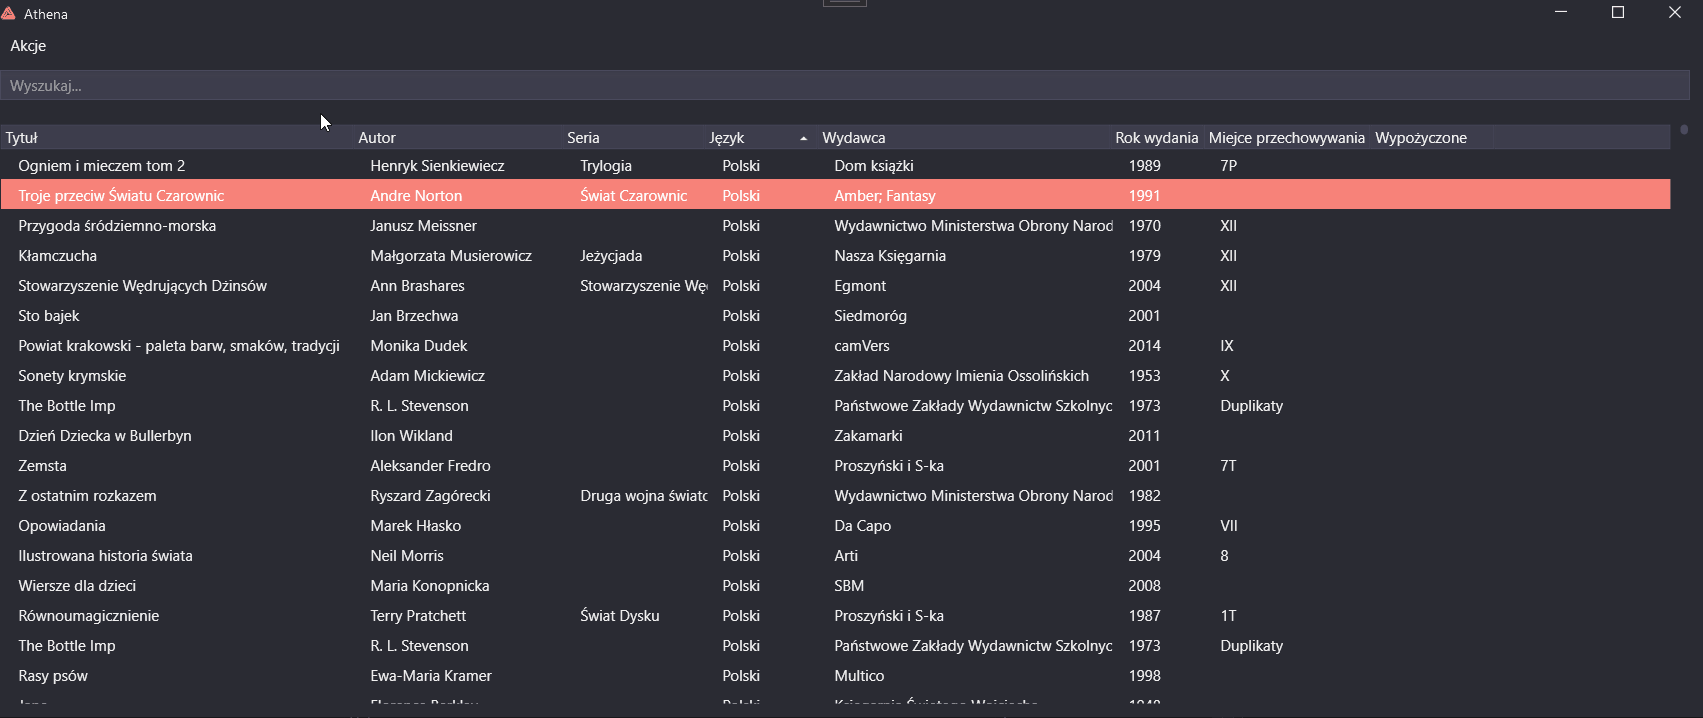 Athena
Akcje
Wyszukaj...
Tytuł Autor Seria Język Wydawca Rok wydania Miejce przechowywania Wypożyczone
Ogniem i mieczem tom 2 Henryk Sienkiewiecz Trylogia Polski Dom książki 1989 7P
Troje przeciw Światu Czarownic Andre Norton Świat Czarownic Polski Amber; Fantasy 1991
Przygoda śródziemno-morska Janusz Meissner Polski Wydawnictwo Ministerstwa Obrony Narod 1970 XII
Kłamczucha Małgorzata Musierowicz Jeżycjada Polski Nasza Księgarnia 1979 XII
Stowarzyszenie Wędrujących Dżinsów Ann Brashares Stowarzyszenie Wę Polski Egmont 2004 XII
Sto bajek Jan Brzechwa Polski Siedmioróg 2001
Powiat krakowski - paleta barw, smaków, tradycji Monika Dudek Polski camVers 2014 IX
Sonety krymskie Adam Mickiewicz Polski Zakład Narodowy Imienia Ossolińskich 1953 X
The Bottle Imp R. L. Stevenson Polski Państwowe Zakłady Wydawnictw Szkolnyc 1973 Duplikaty
Dzień Dziecka w Bullerbyn Ilon Wikland Polski Zakamarki 2011
Zemsta Aleksander Fredro Polski Proszyński i S-ka 2001 7T
Z ostatnim rozkazem Ryszard Zagórecki Druga wojna świato Polski Wydawnictwo Ministerstwa Obrony Narod 1982
Opowiadania Marek Hłasko Polski Da Capo 1995 VII
Ilustrowana historia świata Neil Morris Polski Arti 2004 8
Wiersze dla dzieci Maria Konopnicka Polski SBM 2008
Równoumagicznienie Terry Pratchett Świat Dysku Polski Proszyński i S-ka 1987 1T
The Bottle Imp R. L. Stevenson Polski Państwowe Zakłady Wydawnictw Szkolnyc 1973 Duplikaty
Rasy psów Ewa-Maria Kramer Polski Multico 1998